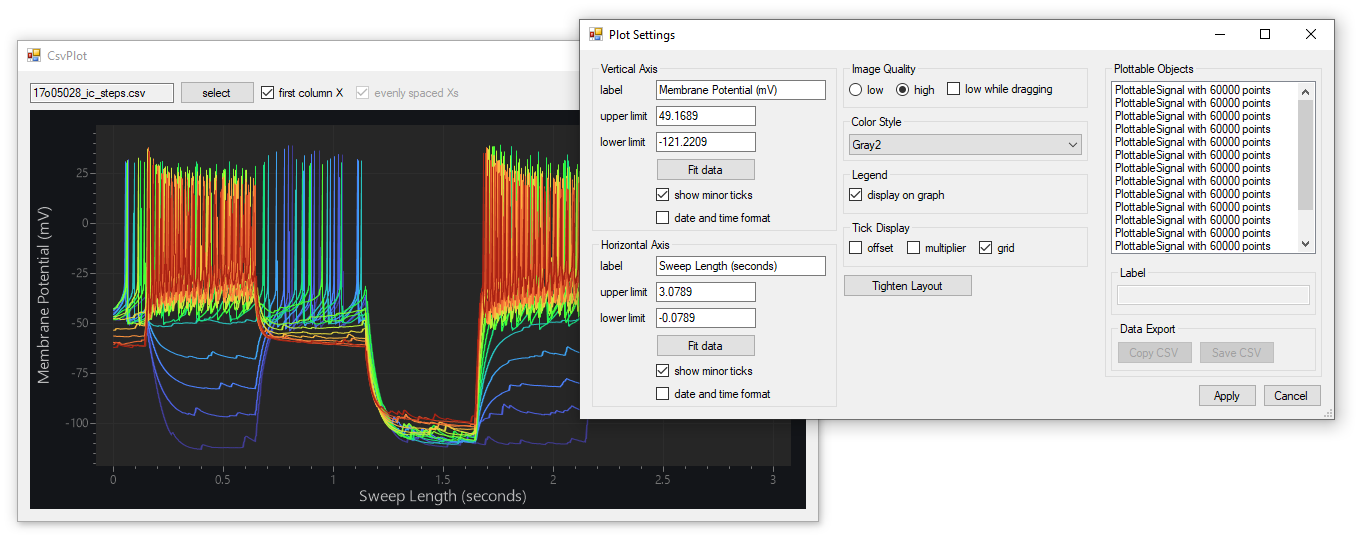 CsvPlot
17o05028_ic_steps.csv
select
first column X
evenly spaced Xs
Membrane Potential (mV)
25
0
-25
-50
-75
-100
0
0.5
1
1.5
2
2.5
3
Sweep Length (seconds)
Plot Settings
Vertical Axis
label
Membrane Potential (mV)
upper limit
49.1689
lower limit
-121.2209
Fit data
show minor ticks
date and time format
Horizontal Axis
label
Sweep Length (seconds)
upper limit
3.0789
lower limit
-0.0789
Fit data
show minor ticks
date and time format
Image Quality
low
high
low while dragging
Color Style
Gray2
Legend
display on graph
Tick Display
offset
multiplier
grid
Tighten Layout
Plottable Objects
PlottableSignal with 60000 points
PlottableSignal with 60000 points
PlottableSignal with 60000 points
PlottableSignal with 60000 points
PlottableSignal with 60000 points
PlottableSignal with 60000 points
PlottableSignal with 60000 points
PlottableSignal with 60000 points
PlottableSignal with 60000 points
PlottableSignal with 60000 points
PlottableSignal with 60000 points
PlottableSignal with 60000 points
PlottableSignal with 60000 points
Label
Data Export
Copy CSV
Save CSV
Apply
Cancel